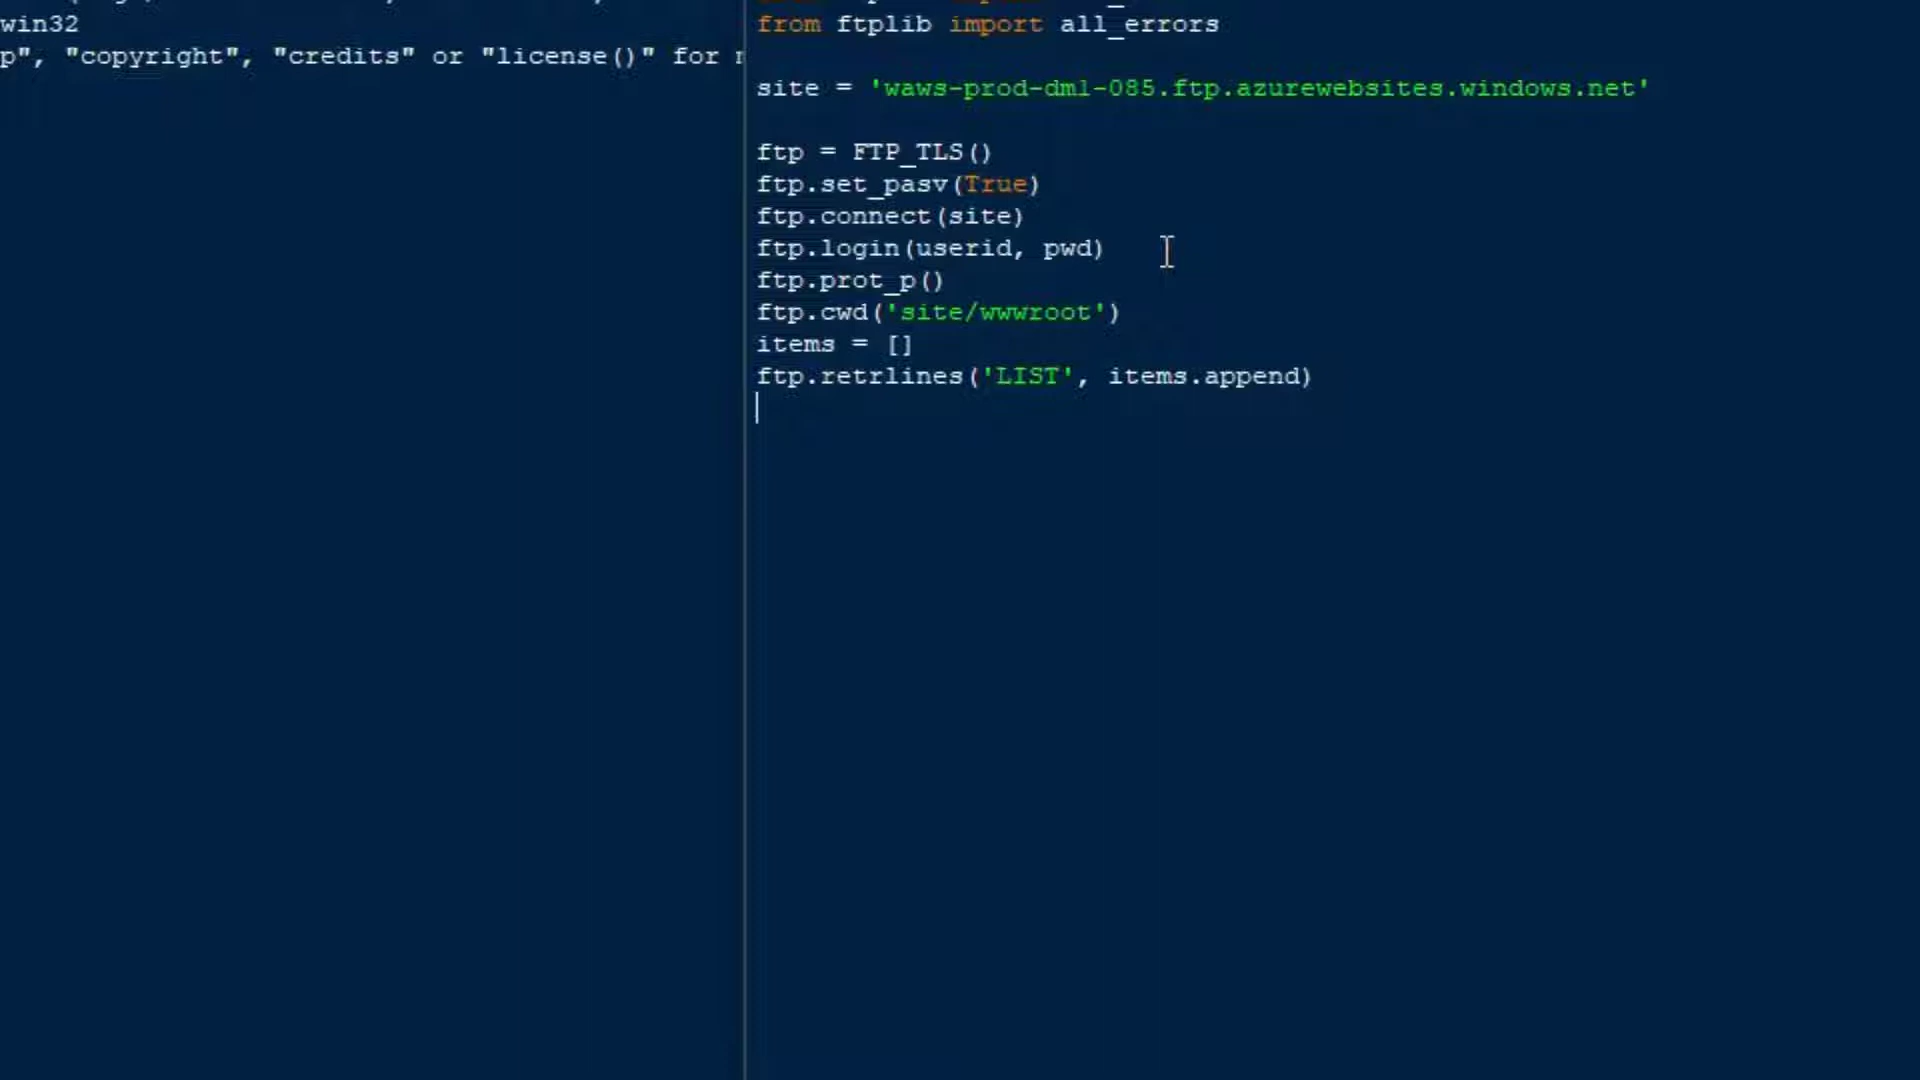 win32
p", "copyright", "credits" or "license()" for
from ftplib import all_errors
site = 'waws-prod-dm1-085.ftp.azurewebsites.windows.net'
ftp = FTP_TLS()
ftp.set_pasv(True)
ftp.connect(site)
ftp.login(userid, pwd)
ftp.prot_p()
ftp.cwd('site/wwwroot')
items = []
ftp.retrlines('LIST', items.append)